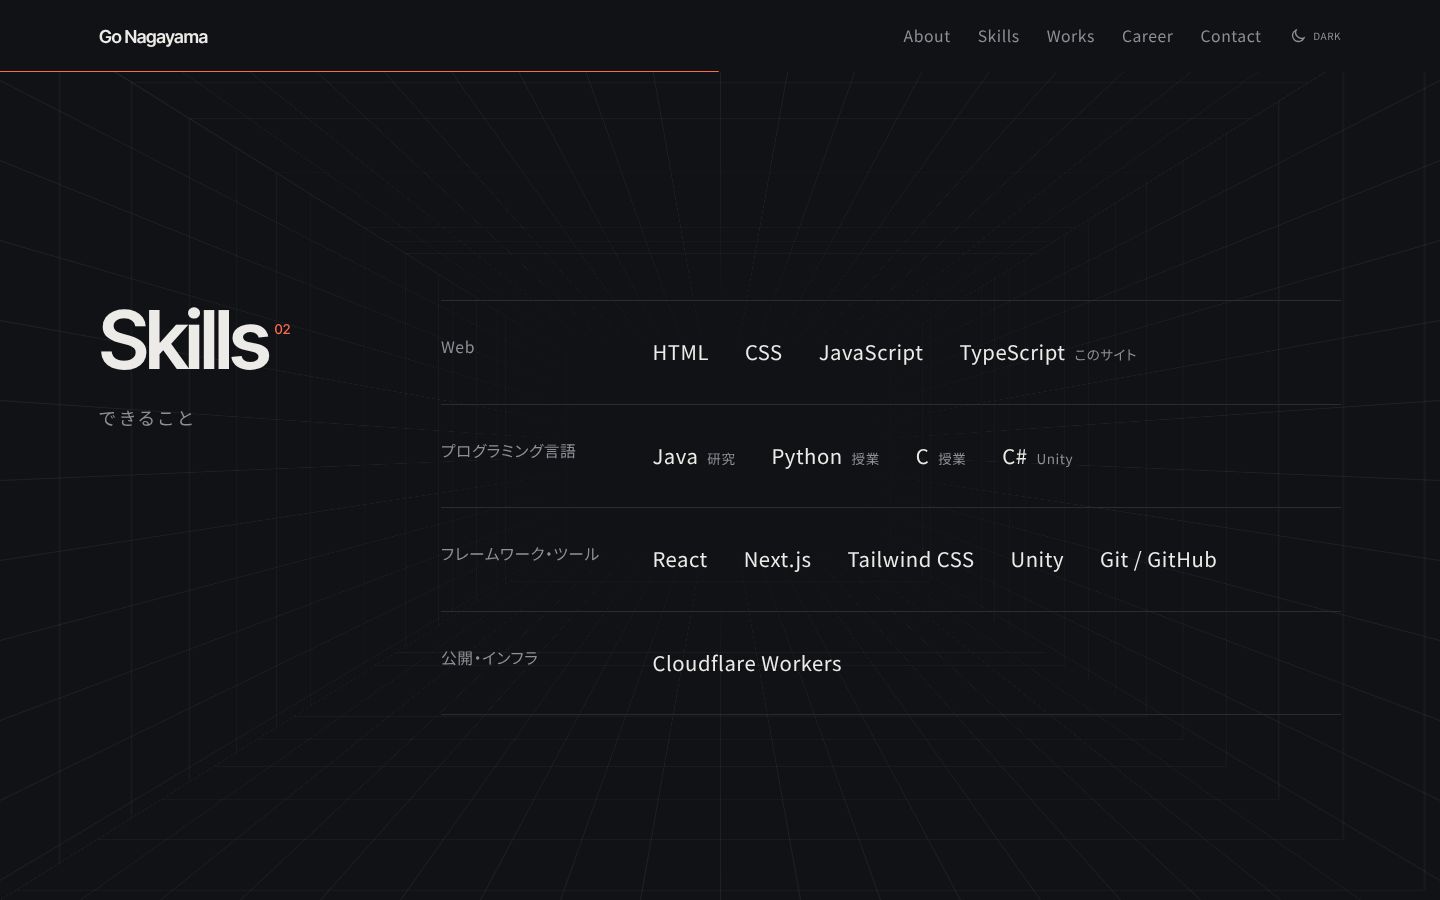 Go Nagayama
About Skills Works Career Contact DARK
Skills 02
できること
Web
HTML CSS JavaScript TypeScript このサイト
プログラミング言語
Java 研究 Python 授業 C 授業 C# Unity
フレームワーク・ツール
React Next.js Tailwind CSS Unity Git / GitHub
公開・インフラ
Cloudflare Workers